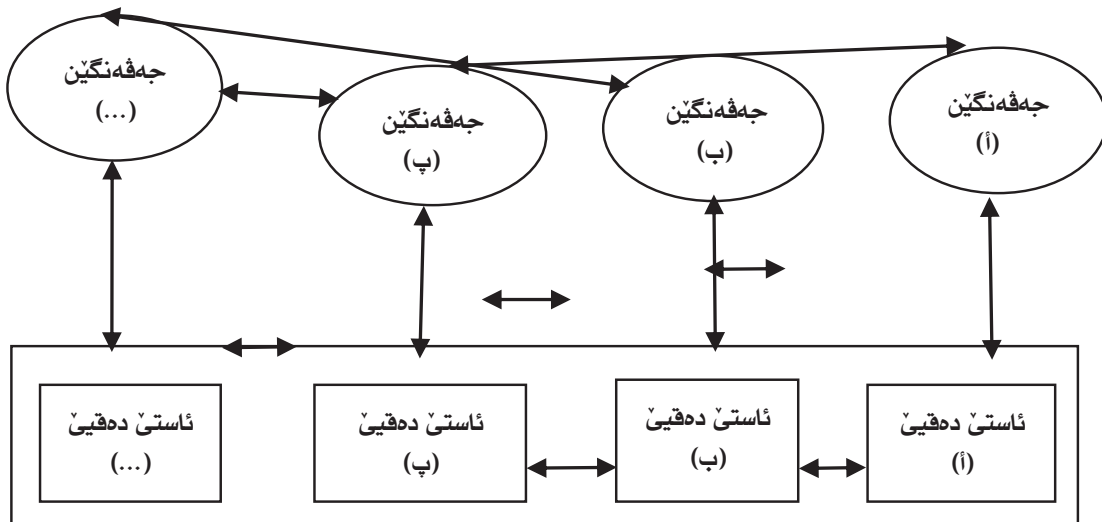 جەڤەنگێن
(أ)
جەڤەنگێن
(ب)
جەڤەنگێن
(پ)
جەڤەنگێن
(...)
ئاستێ دەقیێ
(أ)
ئاستێ دەقیێ
(ب)
ئاستێ دەقیێ
(پ)
ئاستێ دەقیێ
(...)